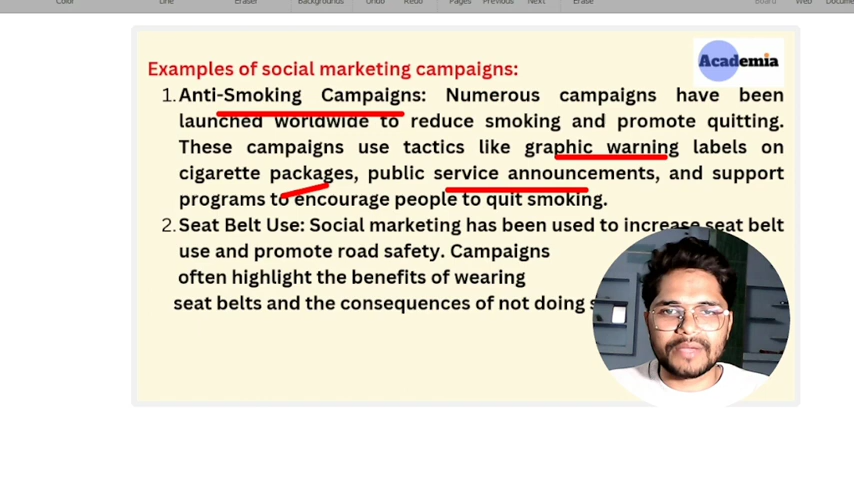 Color Line Eraser Backgrounds Undo Redo Pages Previous Next Erase Board Web
Academia
Examples of social marketing campaigns:
1. Anti-Smoking Campaigns: Numerous campaigns have been
launched worldwide to reduce smoking and promote quitting.
These campaigns use tactics like graphic warning labels on
cigarette packages, public service announcements, and support
programs to encourage people to quit smoking.
2. Seat Belt Use: Social marketing has been used to increase seat belt
use and promote road safety. Campaigns
often highlight the benefits of wearing
seat belts and the consequences of not doing